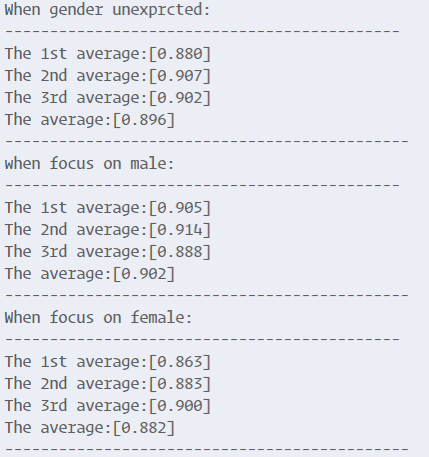 When gender unexprcted:
--------------------------------------------
The 1st average:[0.880]
The 2nd average:[0.907]
The 3rd average:[0.902]
The average:[0.896]
---------------------------------------------
when focus on male:
--------------------------------------------
The 1st average:[0.905]
The 2nd average:[0.914]
The 3rd average:[0.888]
The average:[0.902]
---------------------------------------------
When focus on female:
--------------------------------------------
The 1st average:[0.863]
The 2nd average:[0.883]
The 3rd average:[0.900]
The average:[0.882]
---------------------------------------------